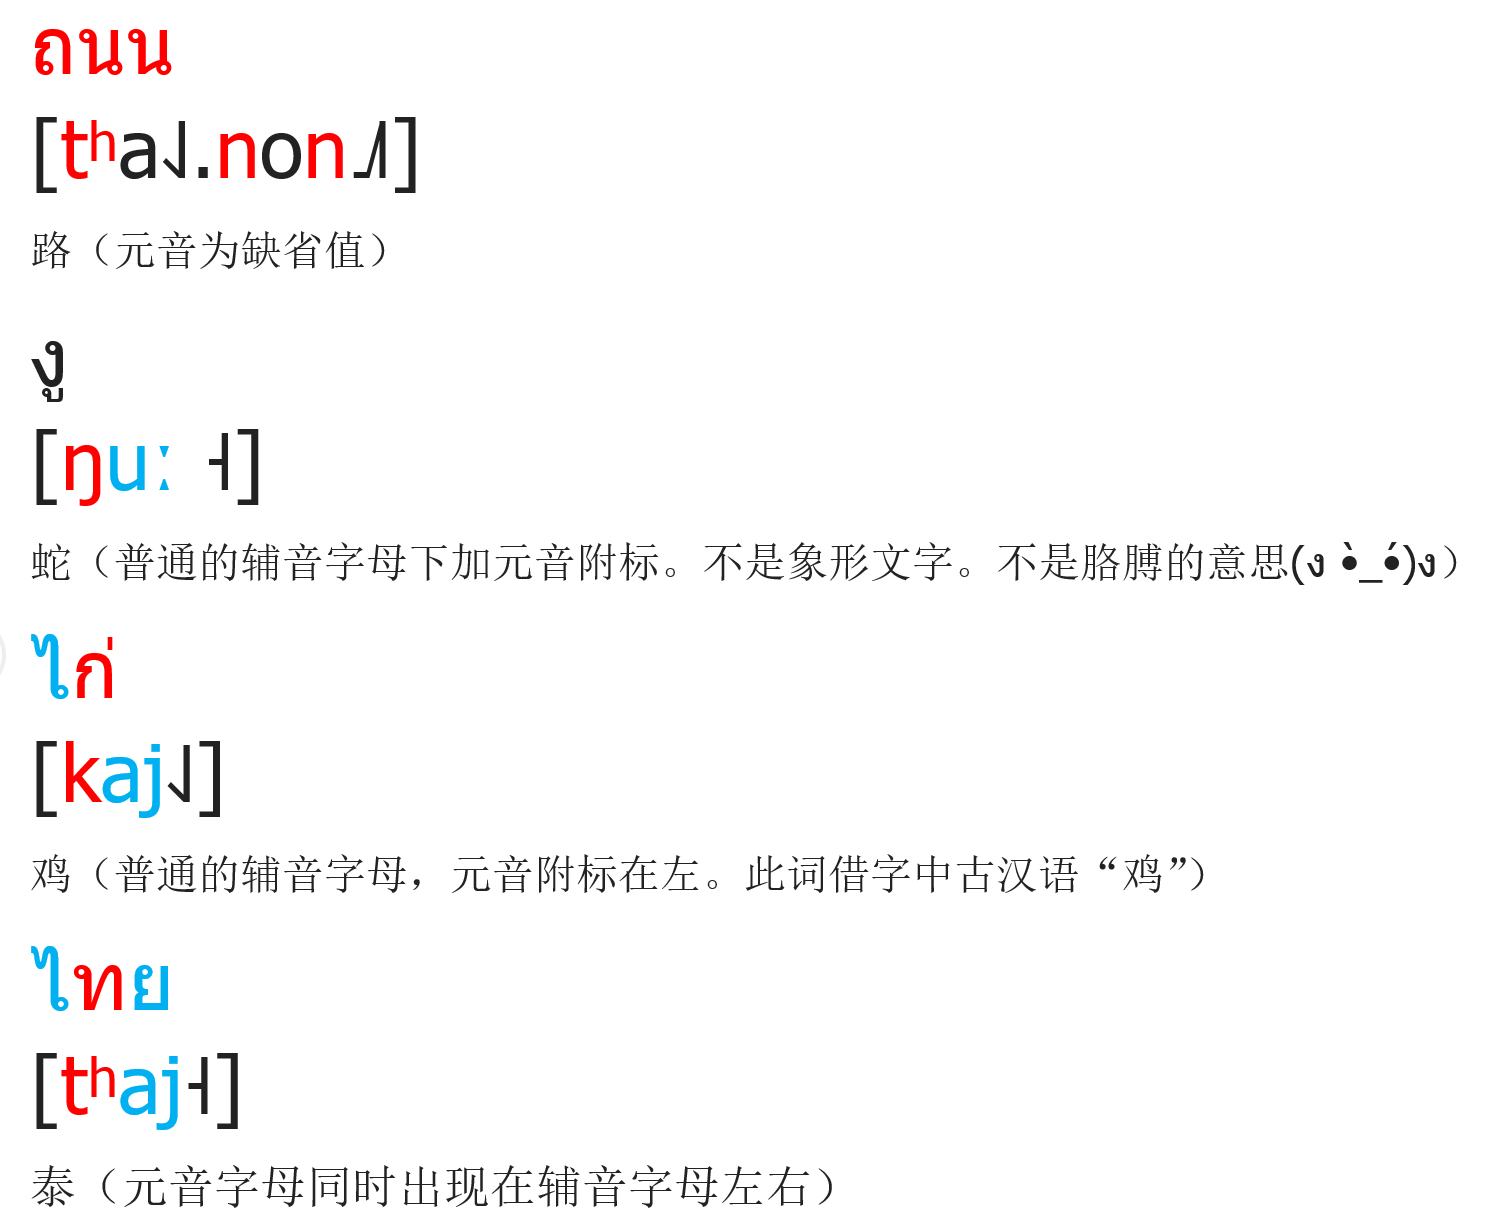 ถนน
[tʰa˨˩.non˩˩˦]
路（元音为缺省值）
งู
[ŋuː ˧]
蛇（普通的辅音字母下加元音附标。不是象形文字。不是胳膊的意思(ง •̀_•́)ง）
ไก่
[kaj˨˩]
鸡（普通的辅音字母，元音附标在左。此词借字中古汉语“鸡”）
ไทย
[tʰaj˧]
泰（元音字母同时出现在辅音字母左右）